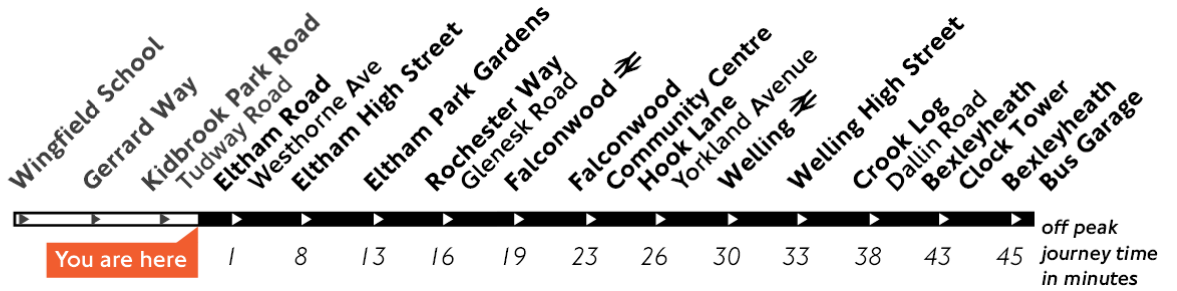 Wingfield School
Gerrard Way
Kidbrook Park Road
Tudway Road
Eltham Road
Westhorne Ave
Eltham High Street
Eltham Park Gardens
Rochester Way
Glenesk Road
Falconwood
Falconwood
Community Centre
Hook Lane
Yorkland Avenue
Welling
Welling High Street
Crook Log
Dallin Road
Bexleyheath
Clock Tower
Bexleyheath
Bus Garage
You are here
1 8 13 16 19 23 26 30 33 38 43 45
off peak
journey time
in minutes